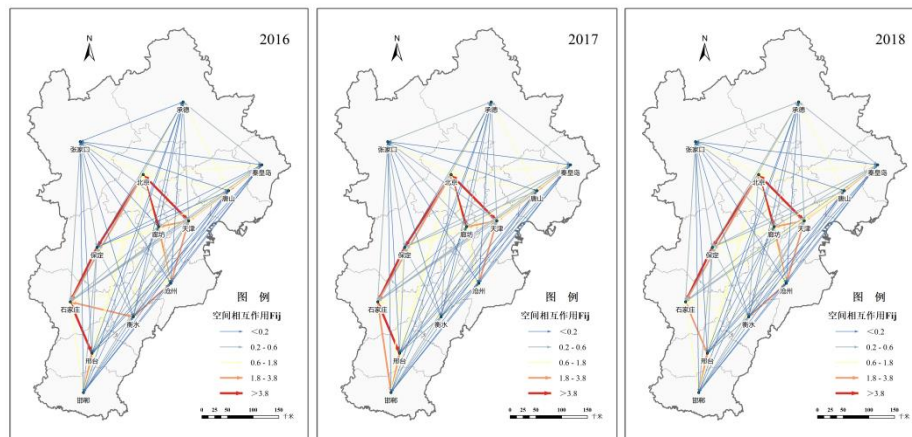 2016
N
承德
张家口
秦皇岛
北京
唐山
廊坊
天津
保定
沧州
石家庄
衡水
邢台
邯郸
图 例
空间相互作用Fij
<0.2
0.2 - 0.6
0.6 - 1.8
1.8 - 3.8
>3.8
0 25 50 100 150
千米
2017
N
承德
张家口
秦皇岛
北京
唐山
廊坊
天津
保定
沧州
石家庄
衡水
邢台
邯郸
图 例
空间相互作用Fij
<0.2
0.2 - 0.6
0.6 - 1.8
1.8 - 3.8
>3.8
0 25 50 100 150
千米
2018
N
承德
张家口
秦皇岛
北京
唐山
廊坊
天津
保定
沧州
石家庄
衡水
邢台
邯郸
图 例
空间相互作用Fij
<0.2
0.2 - 0.6
0.6 - 1.8
1.8 - 3.8
>3.8
0 25 50 100 150
千米